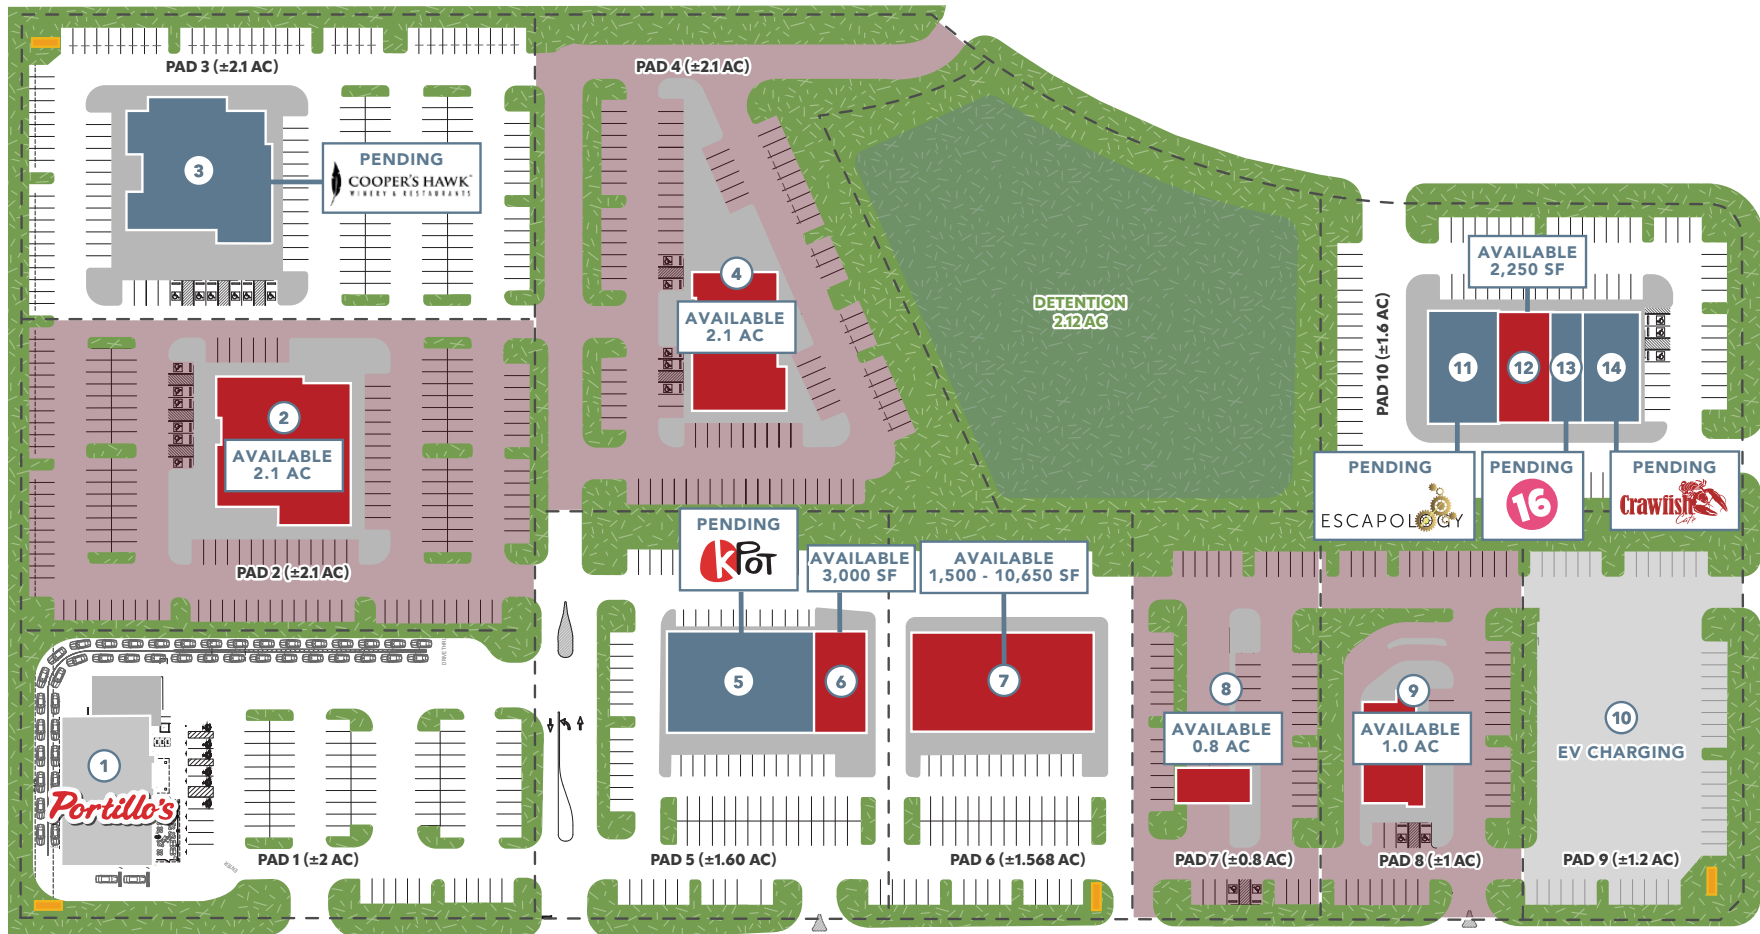 PAD 3 (±2.1 AC)
3
PENDING
COOPER'S HAWK
WINERY & RESTAURANTS
PAD 4 (±2.1 AC)
4
AVAILABLE
2.1 AC
DETENTION
2.12 AC
AVAILABLE
2,250 SF
PAD 10 (±1.6 AC)
11
12
13
14
PENDING
ESCAPOLOGY
PENDING
16
PENDING
Crawfish
Cafe
2
AVAILABLE
2.1 AC
PAD 2 (±2.1 AC)
PENDING
KPOT
AVAILABLE
3,000 SF
AVAILABLE
1,500 - 10,650 SF
5
6
7
8
AVAILABLE
0.8 AC
9
AVAILABLE
1.0 AC
10
EV CHARGING
DRIVE THRU
1
Portillo's
PAD 1 (±2 AC)
PAD 5 (±1.60 AC)
PAD 6 (±1.568 AC)
PAD 7 (±0.8 AC)
PAD 8 (±1 AC)
PAD 9 (±1.2 AC)